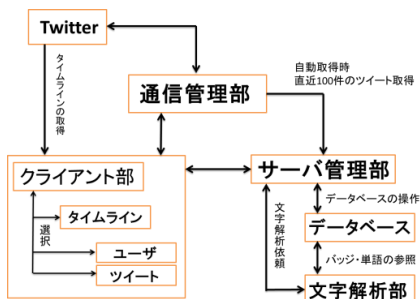 Twitter
タイムラインの取得
通信管理部
自動取得時
直近100件のツイート取得
クライアント部
サーバ管理部
選択
タイムライン
ユーザ
ツイート
文字解析依頼
データベースの操作
データベース
バッジ・単語の参照
文字解析部